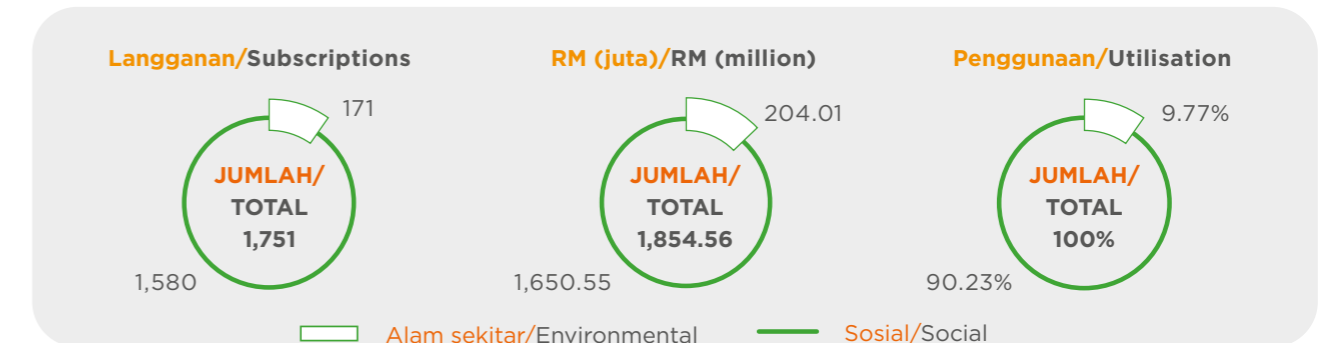 Langganan/Subscriptions
171
JUMLAH/
TOTAL
1,751
1,580
RM (juta)/RM (million)
204.01
JUMLAH/
TOTAL
1,854.56
1,650.55
Penggunaan/Utilisation
9.77%
JUMLAH/
TOTAL
100%
90.23%
Alam sekitar/Environmental
Sosial/Social